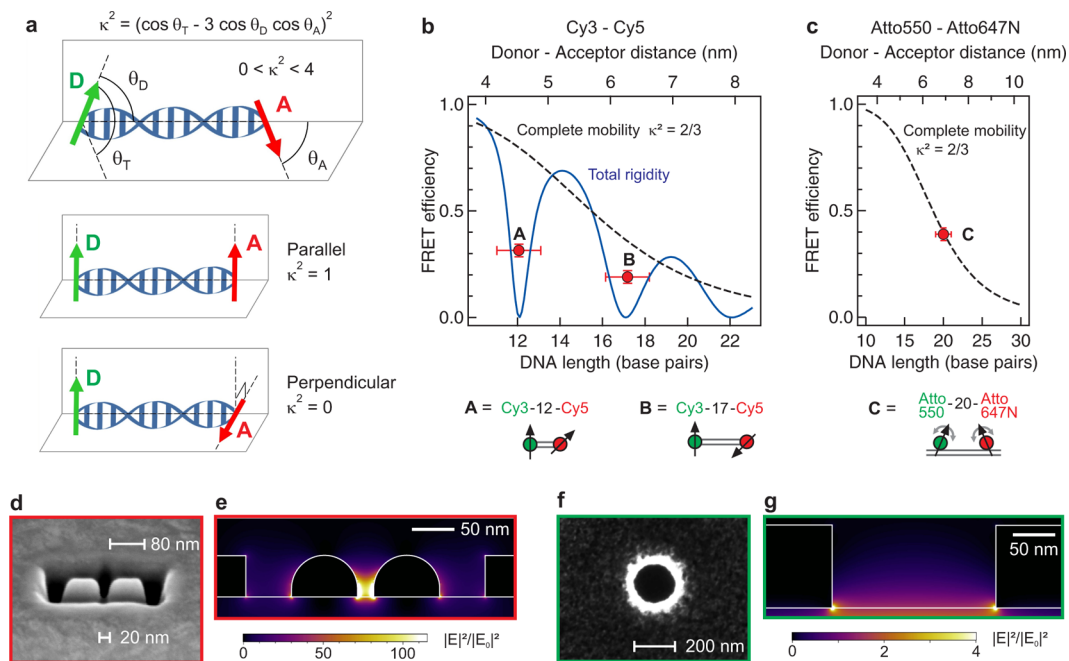 a
κ² = (cos θ_T - 3 cos θ_D cos θ_A)²
0 < κ² < 4
D
θ_D
A
θ_T
θ_A
D
A
Parallel
κ² = 1
D
A
Perpendicular
κ² = 0
b
Cy3 - Cy5
Donor - Acceptor distance (nm)
4 5 6 7 8
1.0
0.5
0.0
FRET efficiency
Complete mobility κ² = 2/3
Total rigidity
A
B
12 14 16 18 20 22
DNA length (base pairs)
A = Cy3-12-Cy5
B = Cy3-17-Cy5
c
Atto550 - Atto647N
Donor - Acceptor distance (nm)
4 6 8 10
1.0
0.5
0.0
FRET efficiency
Complete mobility
κ² = 2/3
C
10 15 20 25 30
DNA length (base pairs)
C = Atto 550-20-Atto 647N
d
80 nm
20 nm
e
50 nm
0 50 100
|E|²/|E₀|²
f
200 nm
g
50 nm
0 2 4
|E|²/|E₀|²